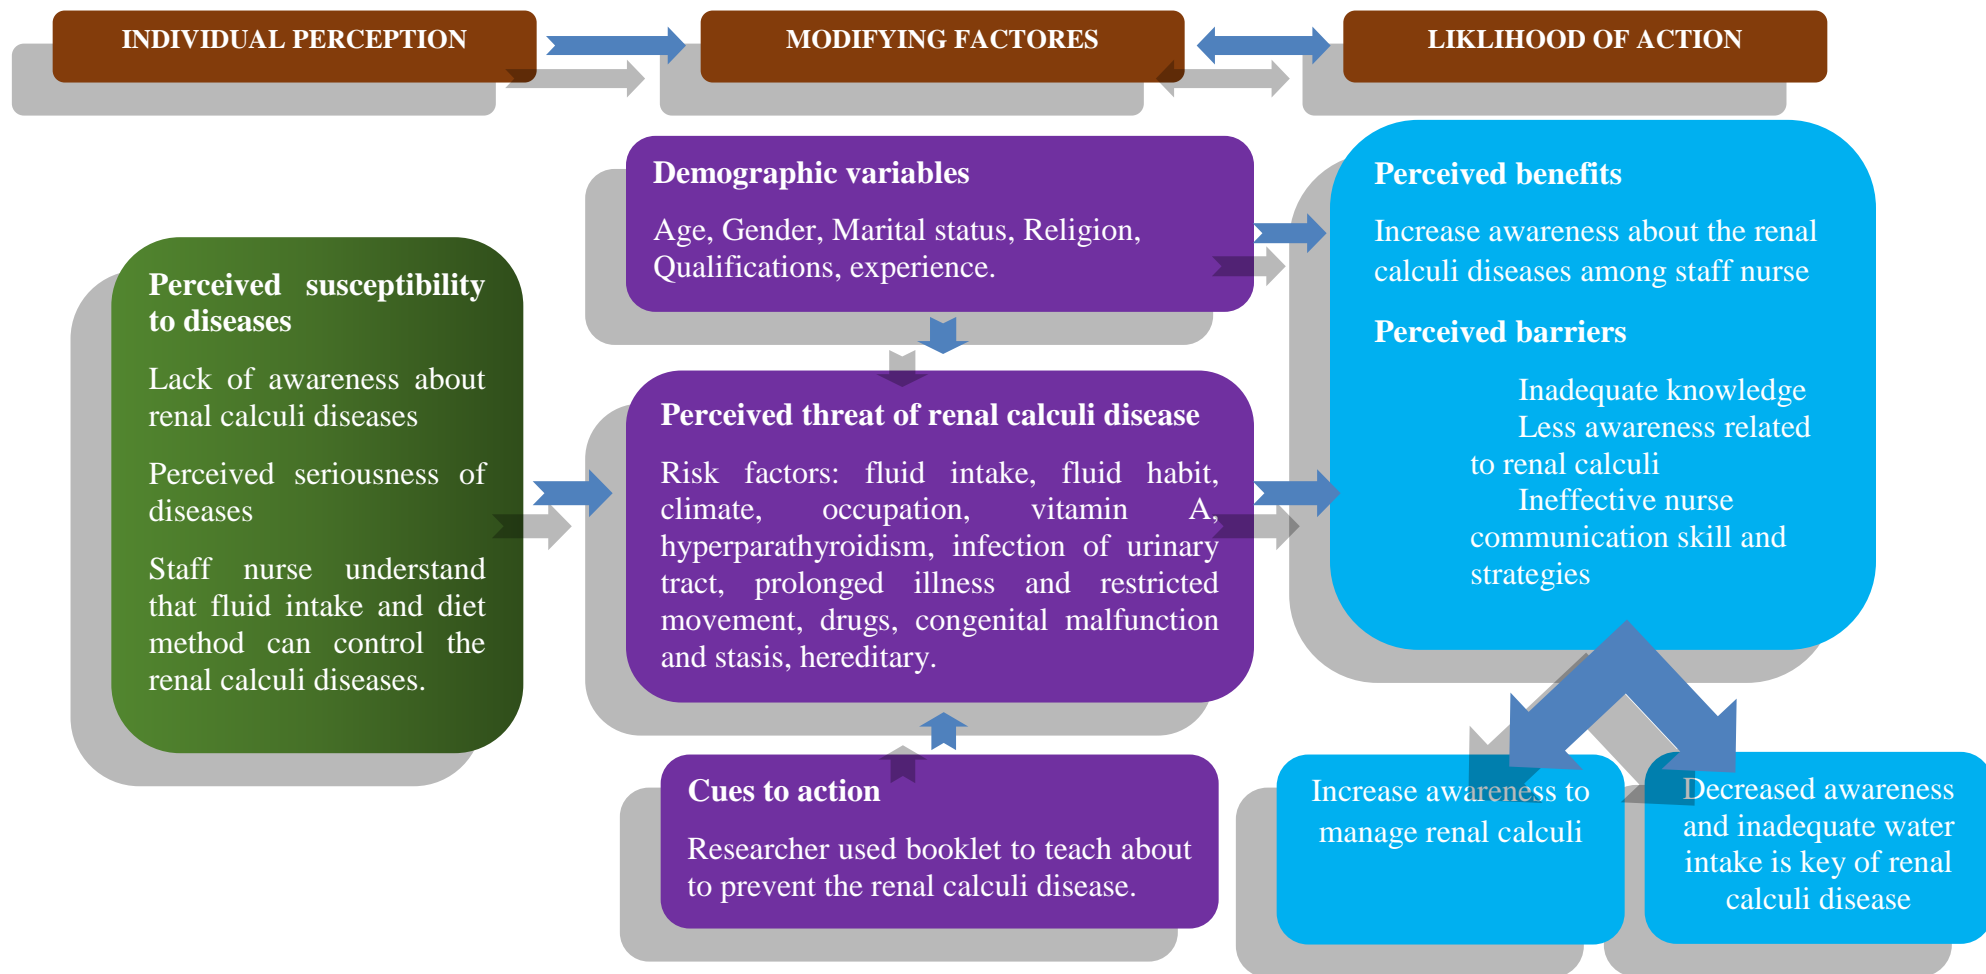 INDIVIDUAL PERCEPTION
MODIFYING FACTORES
LIKLIHOOD OF ACTION
Perceived susceptibility
to diseases
Lack of awareness about
renal calculi diseases
Perceived seriousness of
diseases
Staff nurse understand
that fluid intake and diet
method can control the
renal calculi diseases.
Demographic variables
Age, Gender, Marital status, Religion,
Qualifications, experience.
Perceived threat of renal calculi disease
Risk factors: fluid intake, fluid habit,
climate, occupation, vitamin A,
hyperparathyroidism, infection of urinary
tract, prolonged illness and restricted
movement, drugs, congenital malfunction
and stasis, hereditary.
Cues to action
Researcher used booklet to teach about
to prevent the renal calculi disease.
Perceived benefits
Increase awareness about the renal
calculi diseases among staff nurse
Perceived barriers
Inadequate knowledge
Less awareness related
to renal calculi
Ineffective nurse
communication skill and
strategies
Increase awareness to
manage renal calculi
Decreased awareness
and inadequate water
intake is key of renal
calculi disease